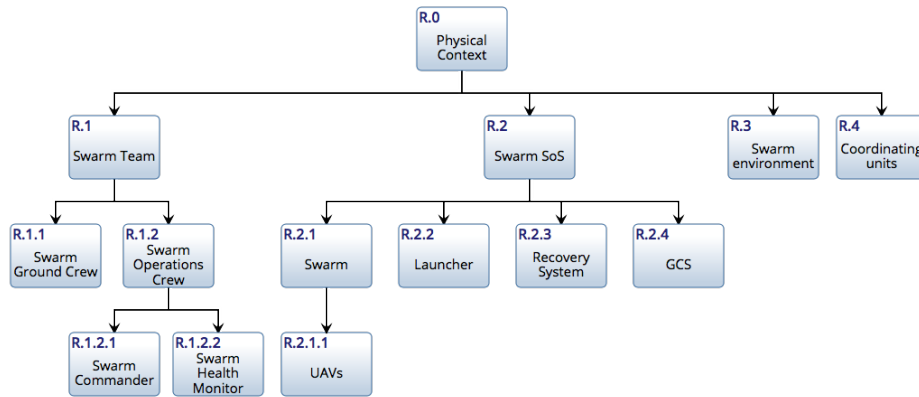 R.0
Physical
Context
R.1
Swarm Team
R.2
Swarm SoS
R.3
Swarm
environment
R.4
Coordinating
units
R.1.1
Swarm
Ground Crew
R.1.2
Swarm
Operations
Crew
R.2.1
Swarm
R.2.2
Launcher
R.2.3
Recovery
System
R.2.4
GCS
R.1.2.1
Swarm
Commander
R.1.2.2
Swarm
Health
Monitor
R.2.1.1
UAVs